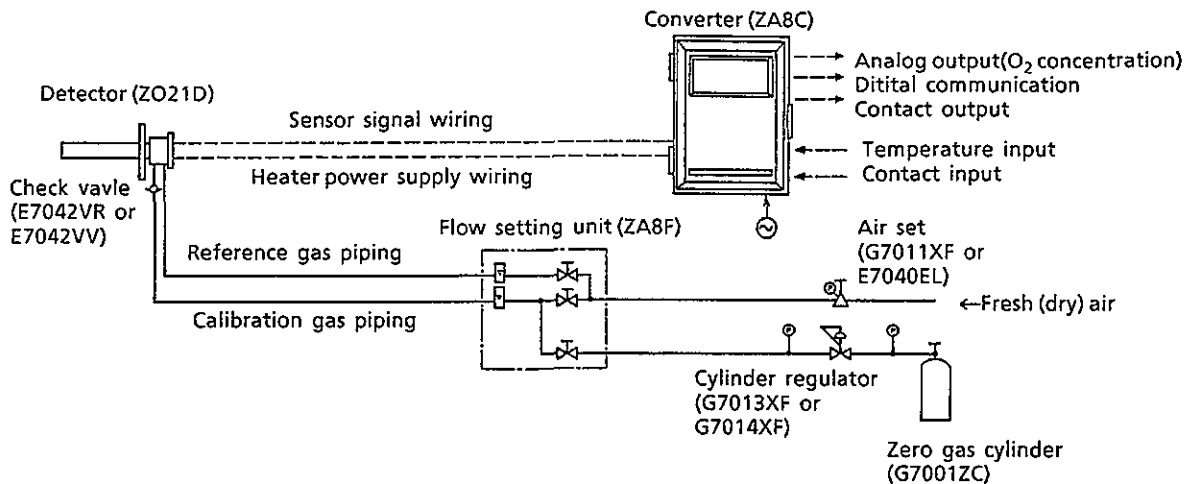 Converter (ZA8C)
Analog output(O₂ concentration)
Ditital communication
Contact output
Temperature input
Contact input
Detector (ZO21D)
Sensor signal wiring
Heater power supply wiring
Check vavle
(E7042VR or
E7042VV)
Flow setting unit (ZA8F)
Reference gas piping
Calibration gas piping
Air set
(G7011XF or
E7040EL)
←Fresh (dry) air
Cylinder regulator
(G7013XF or
G7014XF)
Zero gas cylinder
(G7001ZC)